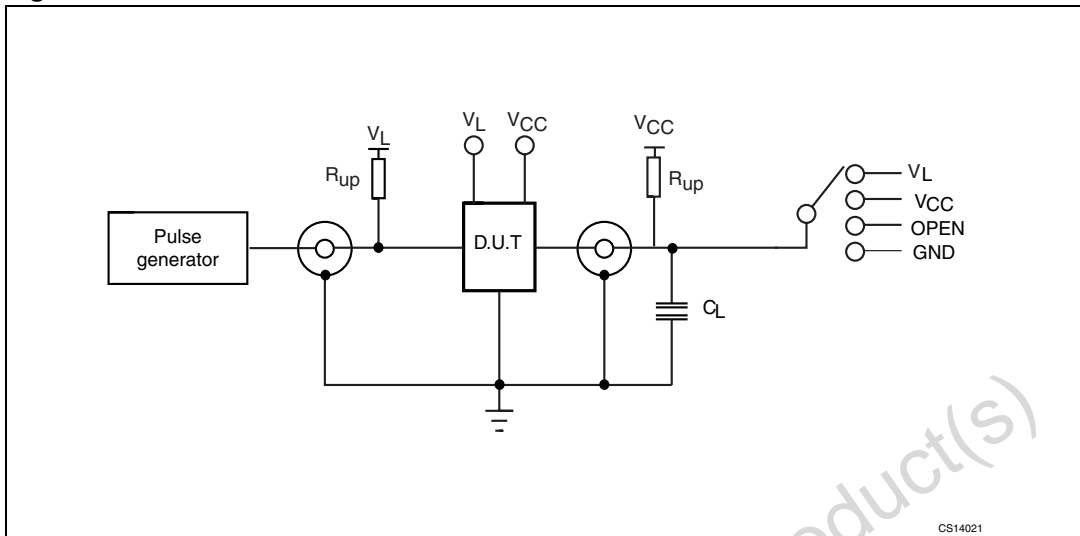 VL
VL
VCC
VCC
Rup
Rup
VL
VCC
OPEN
GND
Pulse
generator
D.U.T
CL
CS14021